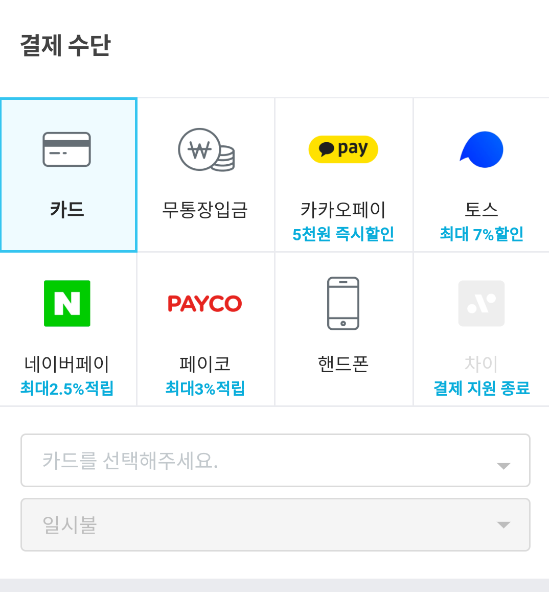 결제 수단
카드
무통장입금
pay
카카오페이
5천원 즉시할인
토스
최대 7%할인
N
네이버페이
최대2.5%적립
PAYCO
페이코
최대3%적립
핸드폰
차이
결제 지원 종료
카드를 선택해주세요.
일시불